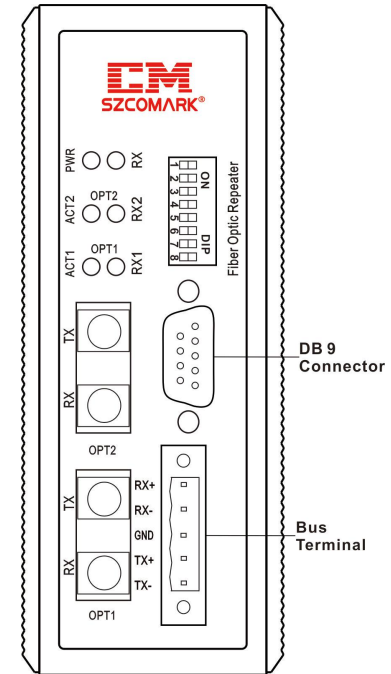 CM
SZCOMARK®
PWR
RX
ACT2
OPT2
RX2
ACT1
OPT1
RX1
ON
1
2
3
4
5
6
7
8
DIP
Fiber Optic Repeater
TX
RX
OPT2
DB 9
Connector
TX
RX
OPT1
RX+
RX-
GND
TX+
TX-
Bus
Terminal